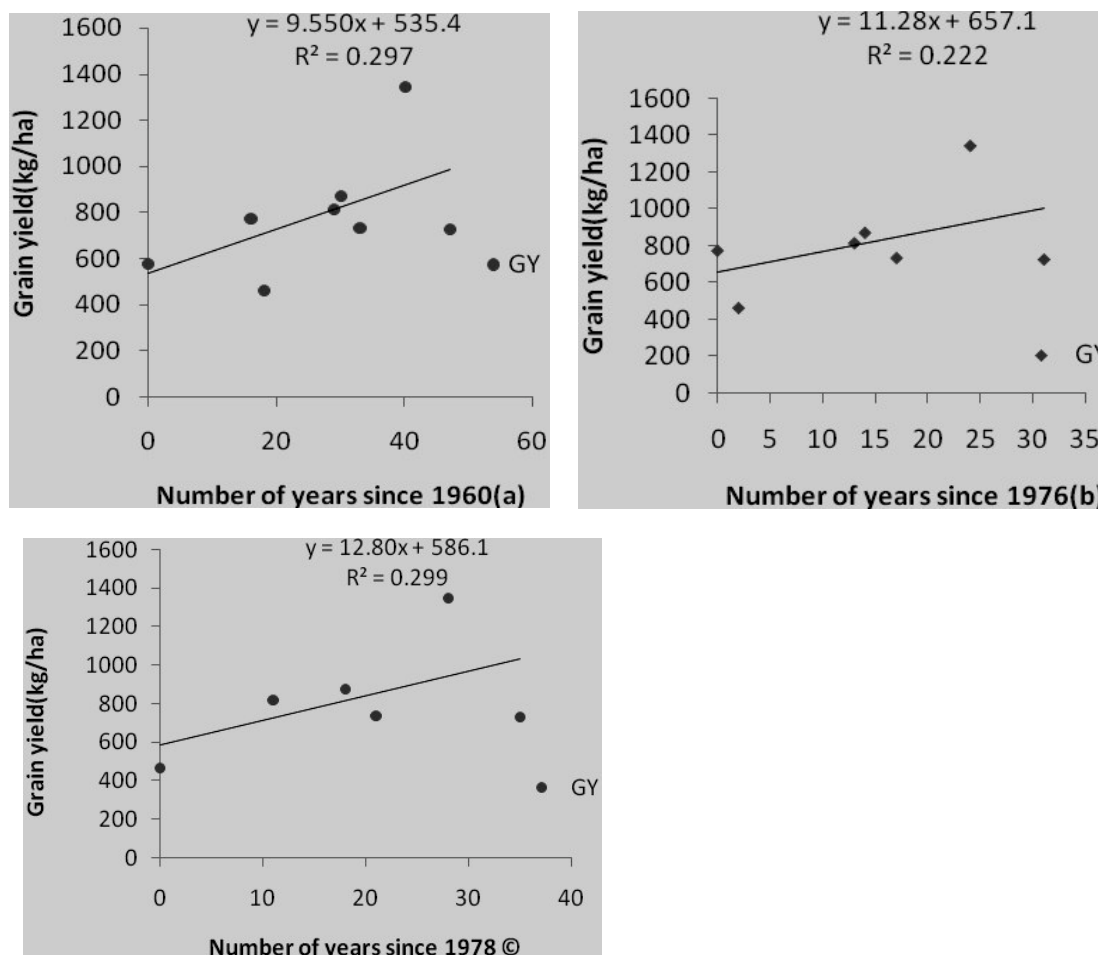 y = 9.550x + 535.4
R² = 0.297
1600
1400
1200
1000
800
600
400
200
0
Grain yield(kg/ha)
GY
0 20 40 60
Number of years since 1960(a)
y = 11.28x + 657.1
R² = 0.222
1600
1400
1200
1000
800
600
400
200
0
Grain yield(kg/ha)
GY
0 5 10 15 20 25 30 35
Number of years since 1976(b)
y = 12.80x + 586.1
R² = 0.299
1600
1400
1200
1000
800
600
400
200
0
Grain yield(kg/ha)
GY
0 10 20 30 40
Number of years since 1978 ©